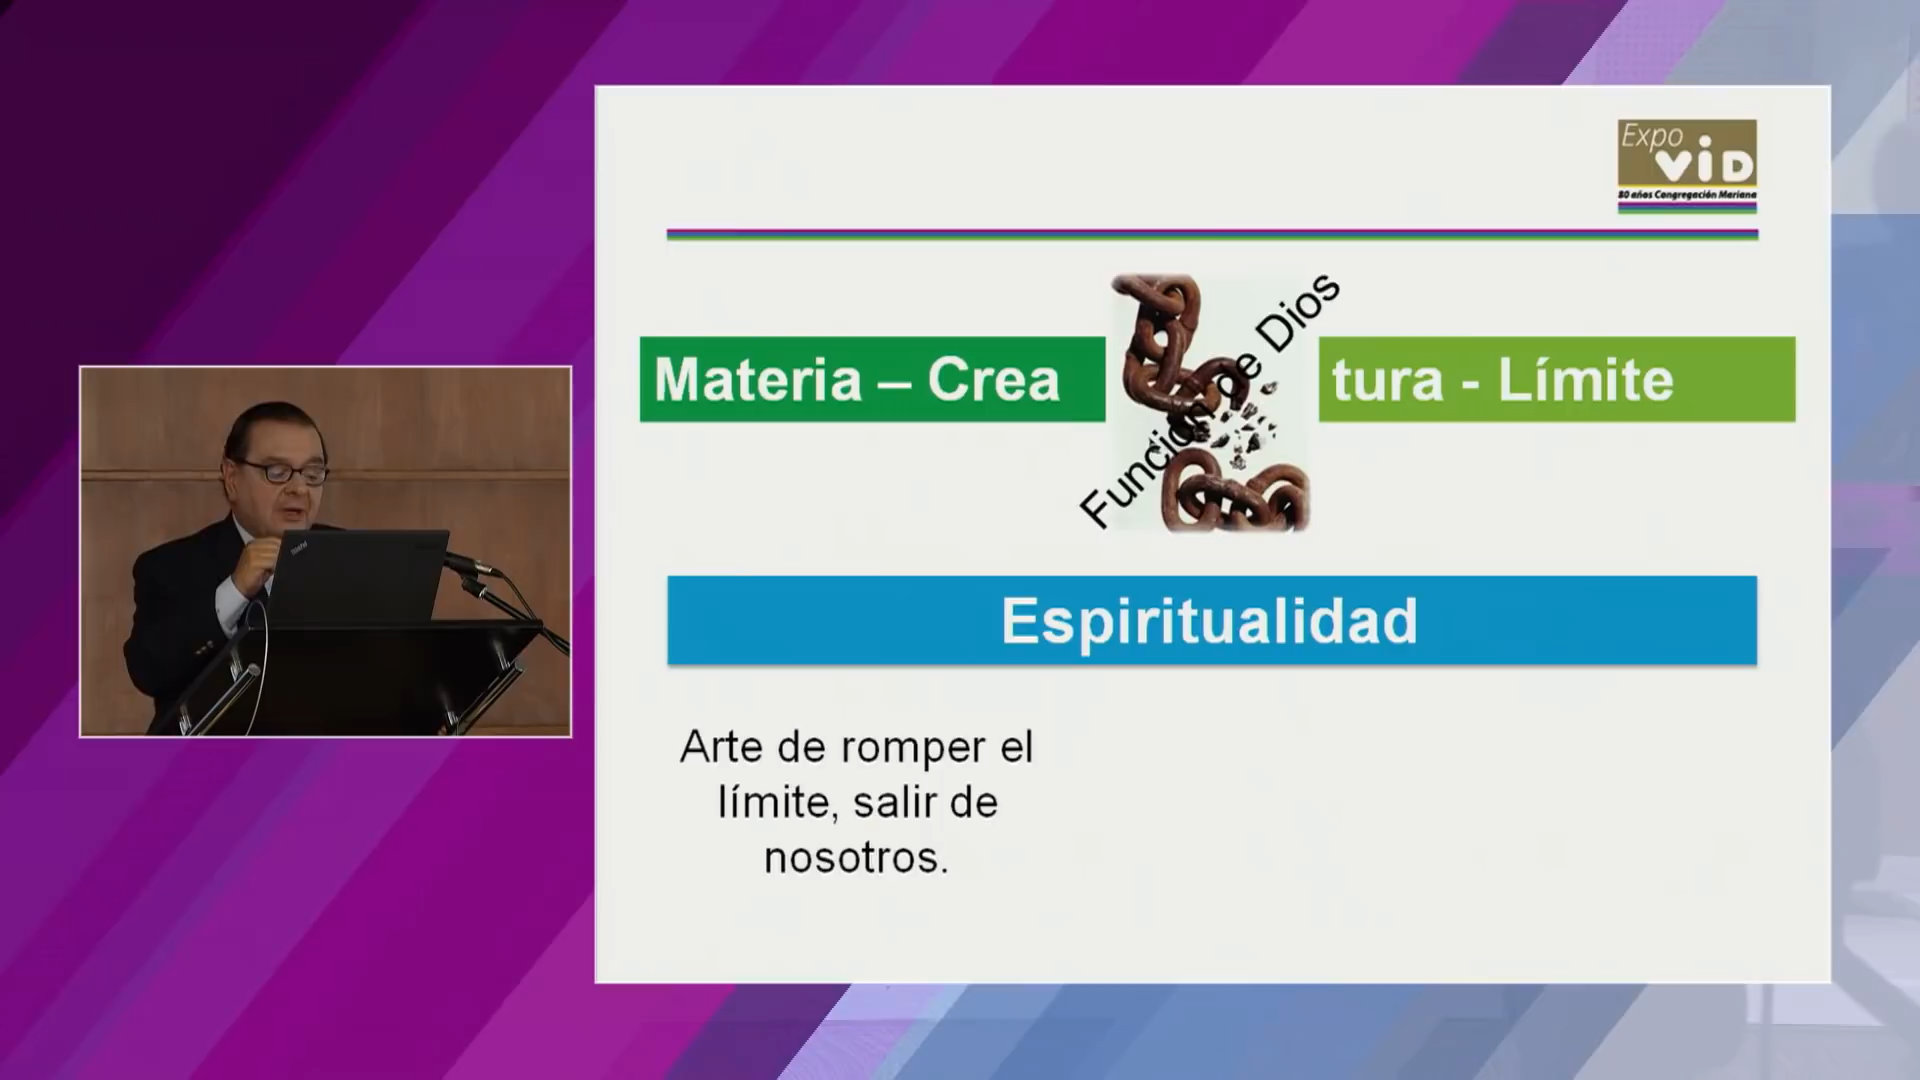 Expo
ViD
80 años Congregación Mariana
Materia – Crea
Función de Dios
tura - Límite
Espiritualidad
Arte de romper el
límite, salir de
nosotros.